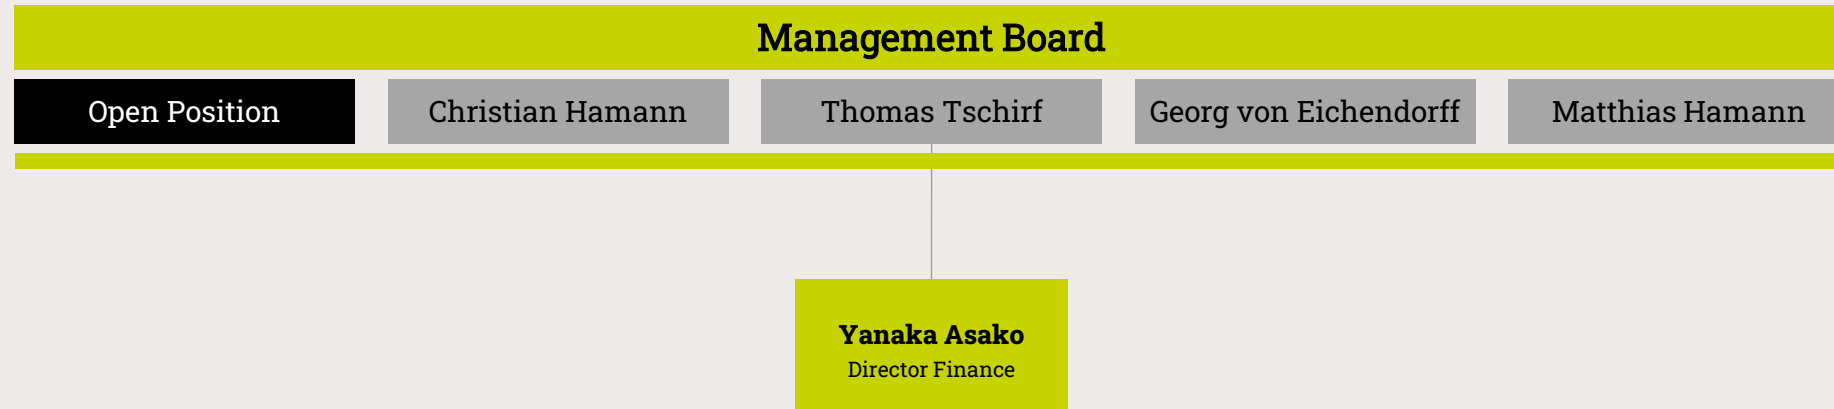 Management Board
Open Position
Christian Hamann
Thomas Tschirf
Georg von Eichendorff
Matthias Hamann
Yanaka Asako
Director Finance